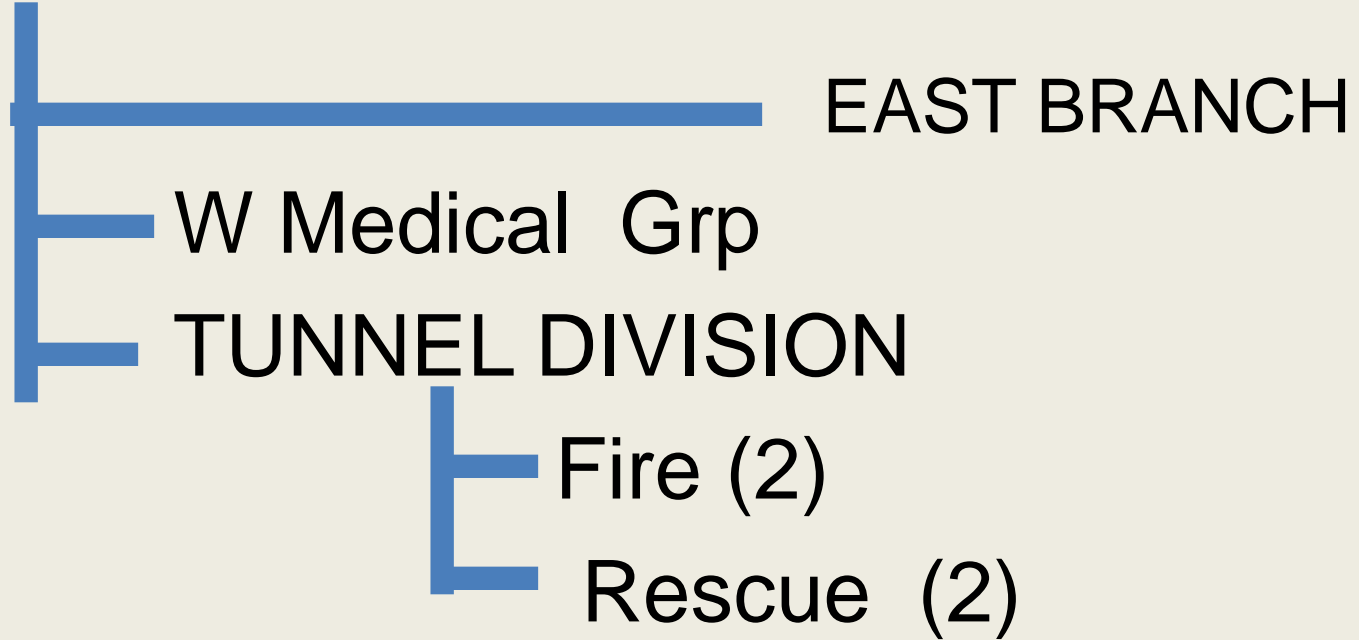 EAST BRANCH
W Medical Grp
TUNNEL DIVISION
Fire (2)
Rescue (2)